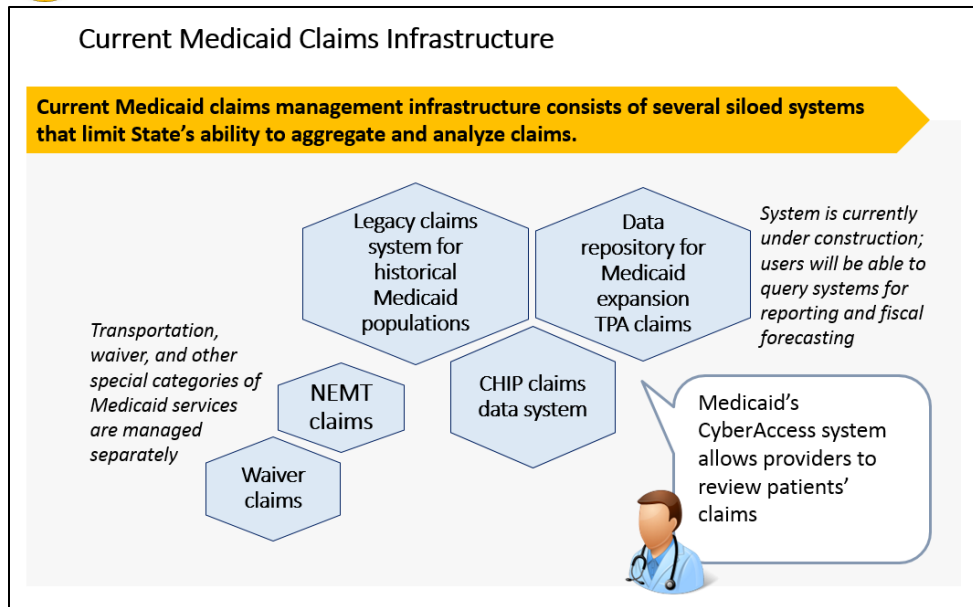 Current Medicaid Claims Infrastructure
Current Medicaid claims management infrastructure consists of several siloed systems
that limit State's ability to aggregate and analyze claims.
Legacy claims
system for
historical
Medicaid
populations
Data
repository for
Medicaid
expansion
TPA claims
System is currently
under construction;
users will be able to
query systems for
reporting and fiscal
forecasting
Transportation,
waiver, and other
special categories of
Medicaid services
are managed
separately
NEMT
claims
CHIP claims
data system
Waiver
claims
Medicaid's
CyberAccess system
allows providers to
review patients'
claims